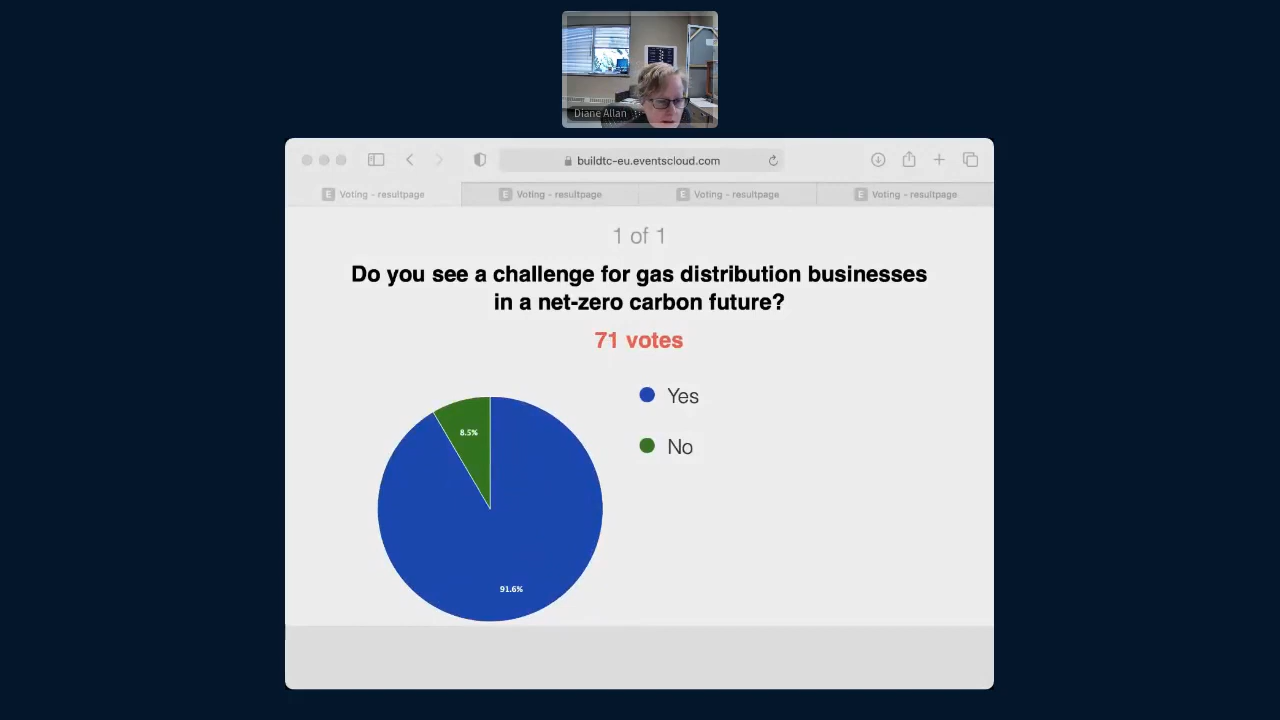 Diane Allan
buildtc-eu.eventscloud.com
E Voting - resultpage
E Voting - resultpage
E Voting - resultpage
E Voting - resultpage
1 of 1
Do you see a challenge for gas distribution businesses
in a net-zero carbon future?
71 votes
Yes
No
8.5%
91.6%